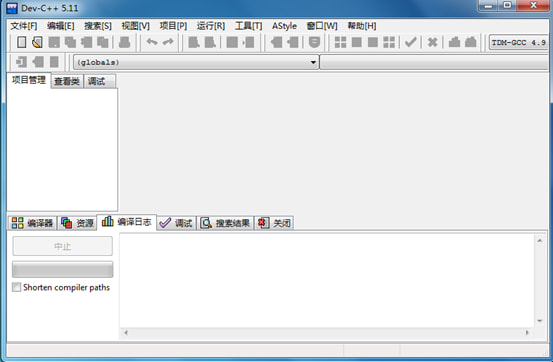 Dev-C++ 5.11
文件[F] 编辑[E] 搜索[S] 视图[V] 项目[P] 运行[R] 工具[T] AStyle 窗口[W] 帮助[H]
TDM-GCC 4.9
(globals)
项目管理 查看类 调试
编译器 资源 编译日志 调试 搜索结果 关闭
中止
Shorten compiler paths